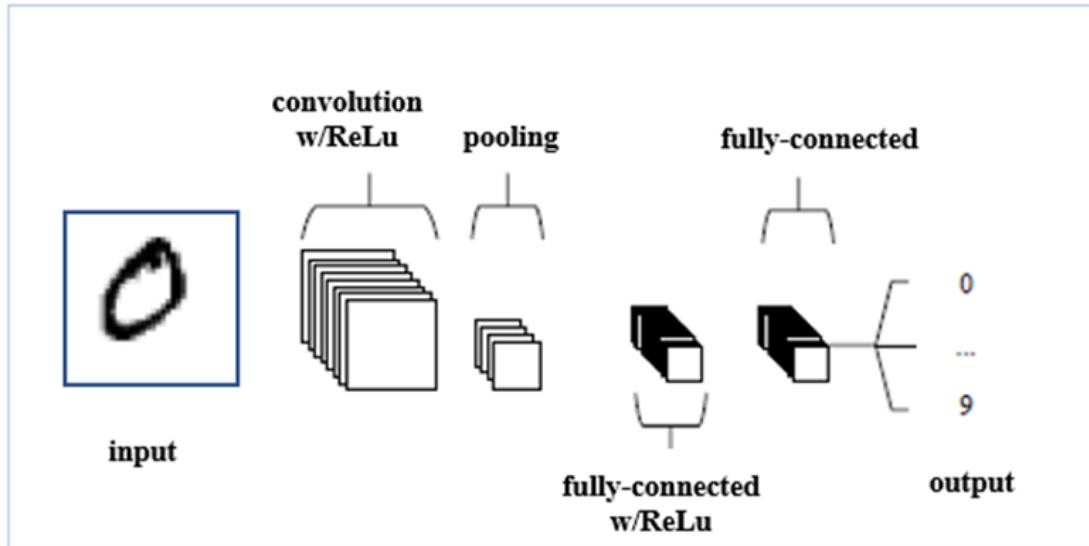 convolution
w/ReLu
pooling
fully-connected
input
fully-connected
w/ReLu
0
...
9
output